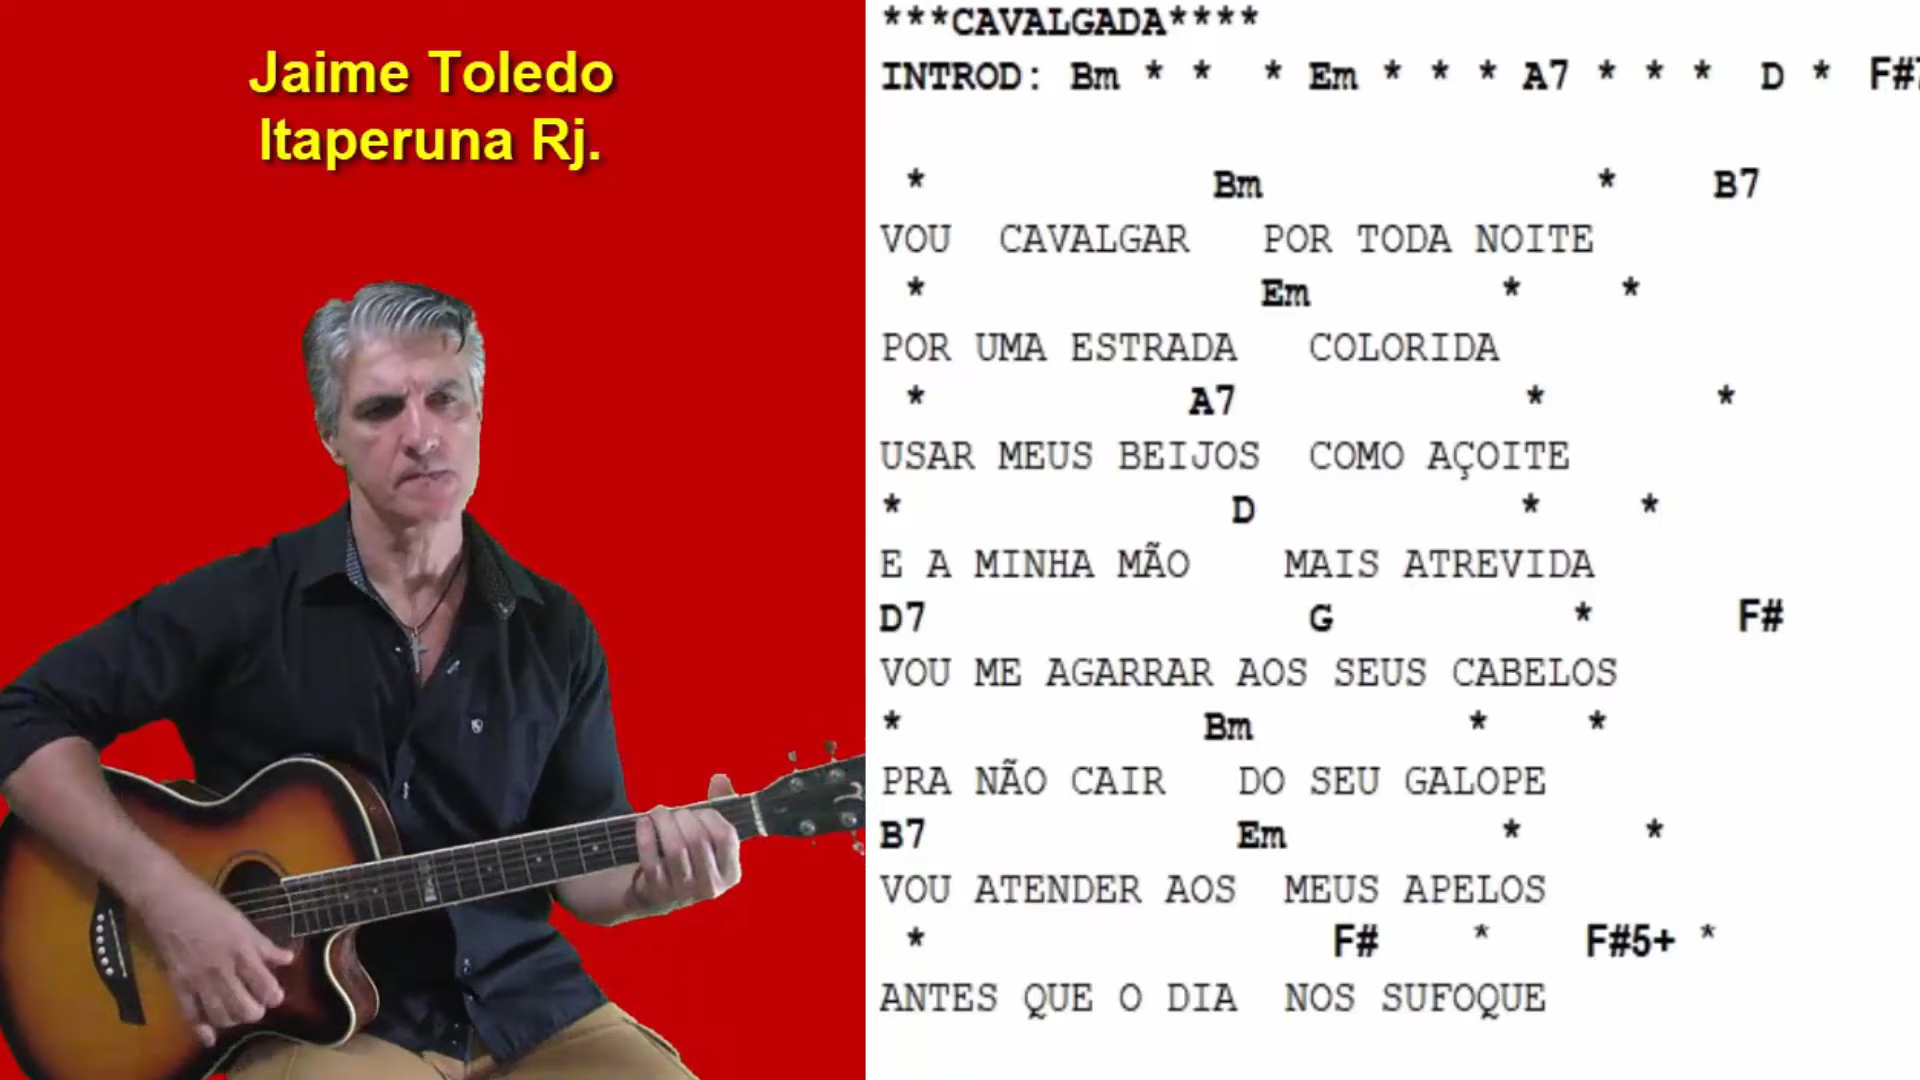 Jaime Toledo
Itaperuna Rj.
***CAVALGADA****
INTROD: Bm * * * Em * * * A7 * * * D * F#7
* Bm * B7
VOU CAVALGAR POR TODA NOITE
* Em * *
POR UMA ESTRADA COLORIDA
* A7 * *
USAR MEUS BEIJOS COMO AÇOITE
* D * *
E A MINHA MÃO MAIS ATREVIDA
D7 G * F#
VOU ME AGARRAR AOS SEUS CABELOS
* Bm * *
PRA NÃO CAIR DO SEU GALOPE
B7 Em * *
VOU ATENDER AOS MEUS APELOS
* F# * F#5+ *
ANTES QUE O DIA NOS SUFOQUE